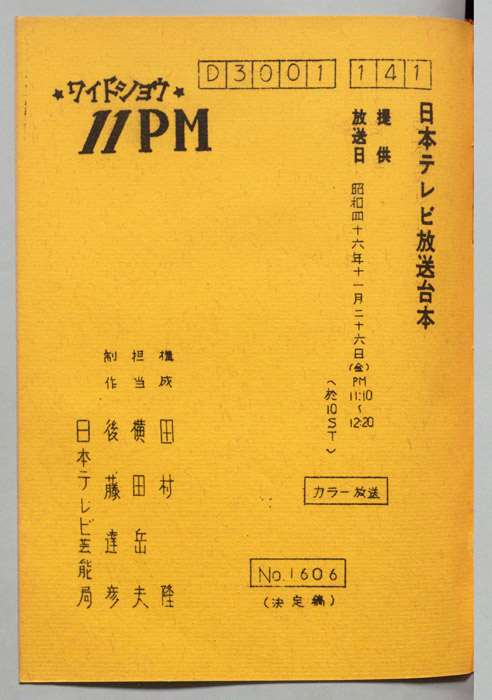 D3001 141
★ワイドショウ★
11PM
日本テレビ放送台本
提供
放送日 昭和四十六年十一月二十六日(金)PM11:10～12:20
(於10ST)
カラー放送
No.1606
(決定稿)
構成 田村 隆
担当 横田岳夫
制作 後藤達彦
日本テレビ芸能局